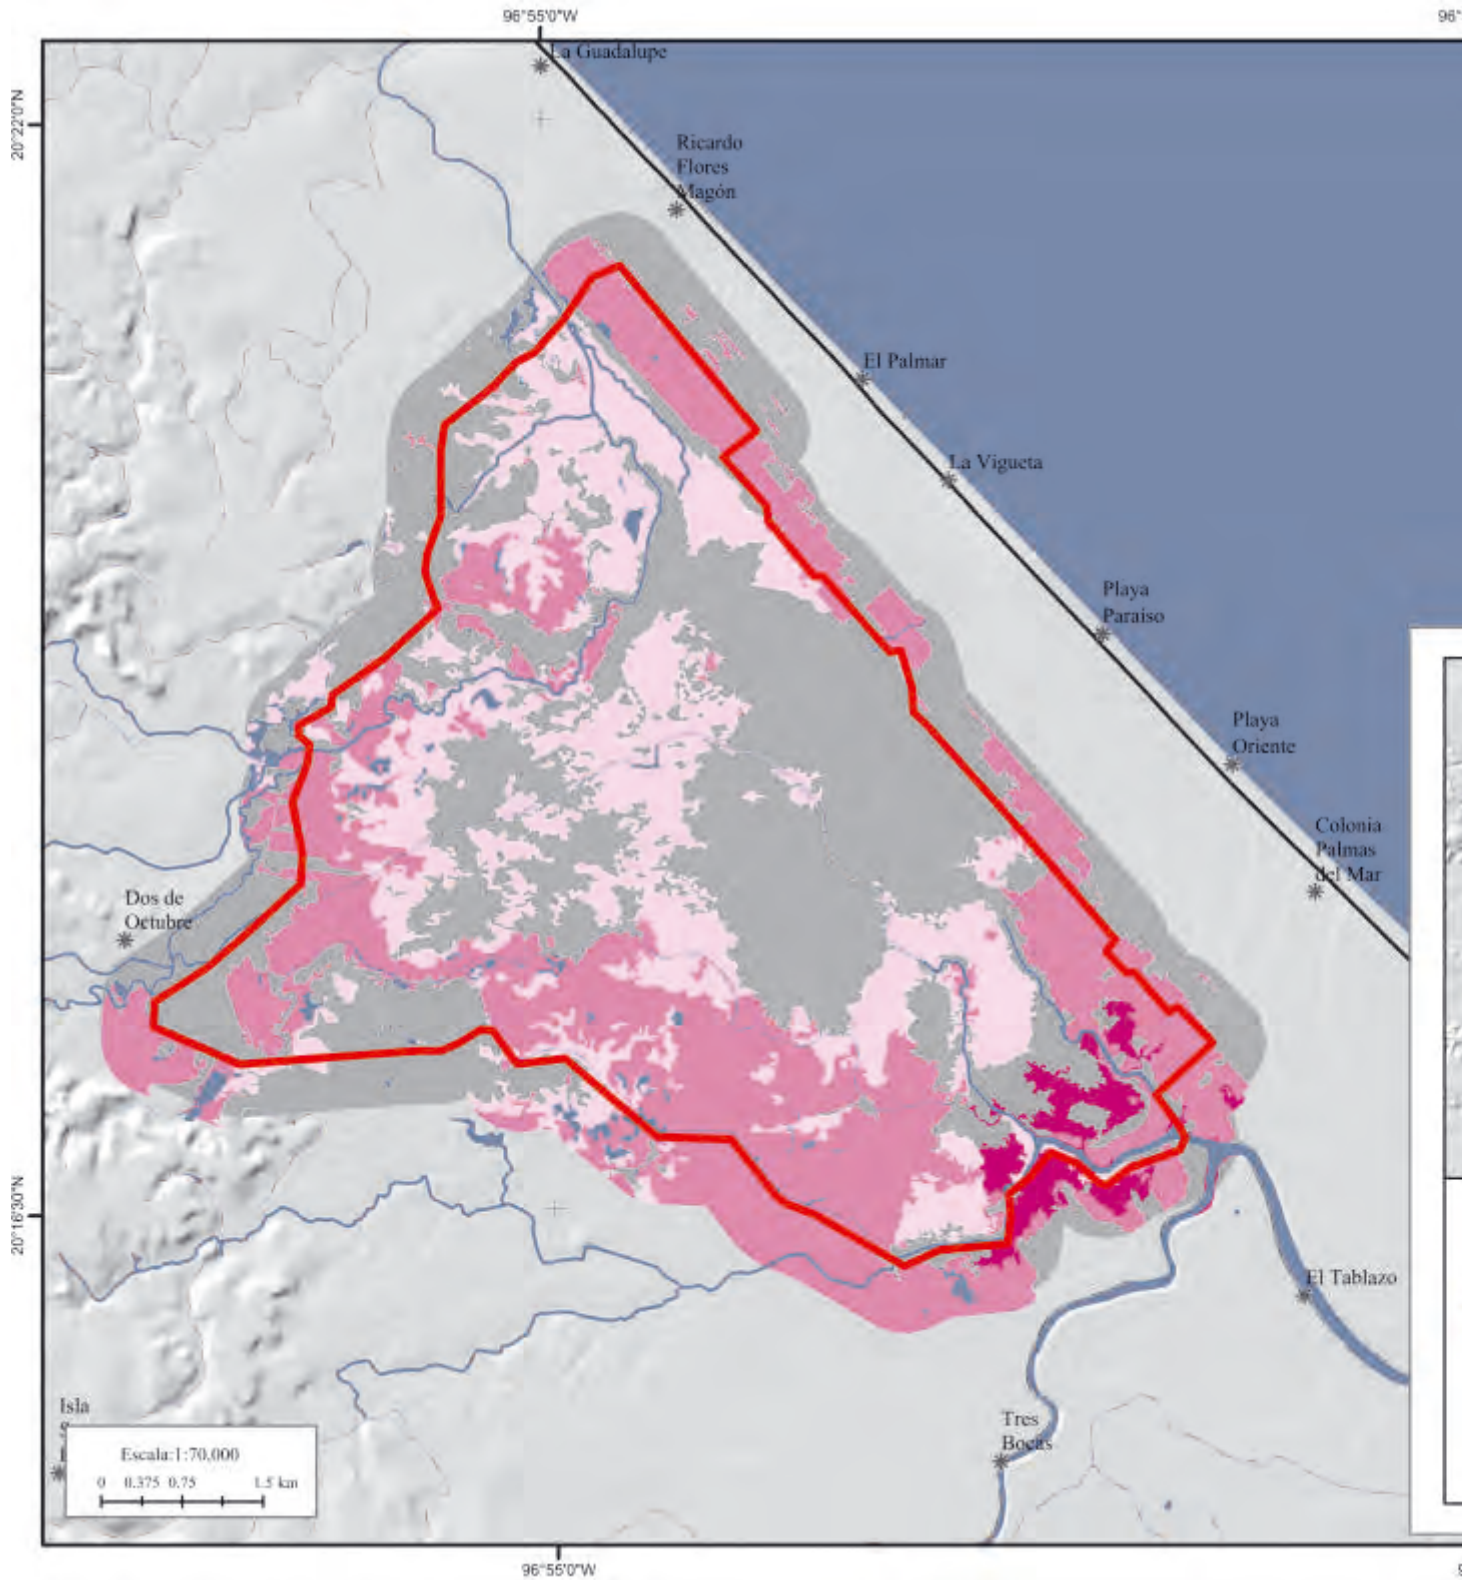 96°55'0"W
96°
20°22'0"N
La Guadalupe
Ricardo
Flores
Magón
El Palmar
La Vigueta
Playa
Paraiso
Playa
Oriente
Colonia
Palmas
del Mar
Dos de
Octubre
20°16'30"N
El Tablazo
Isla
Tres
Bocas
Escala:1:70,000
0 0.375 0.75 1.5 km
96°55'0"W